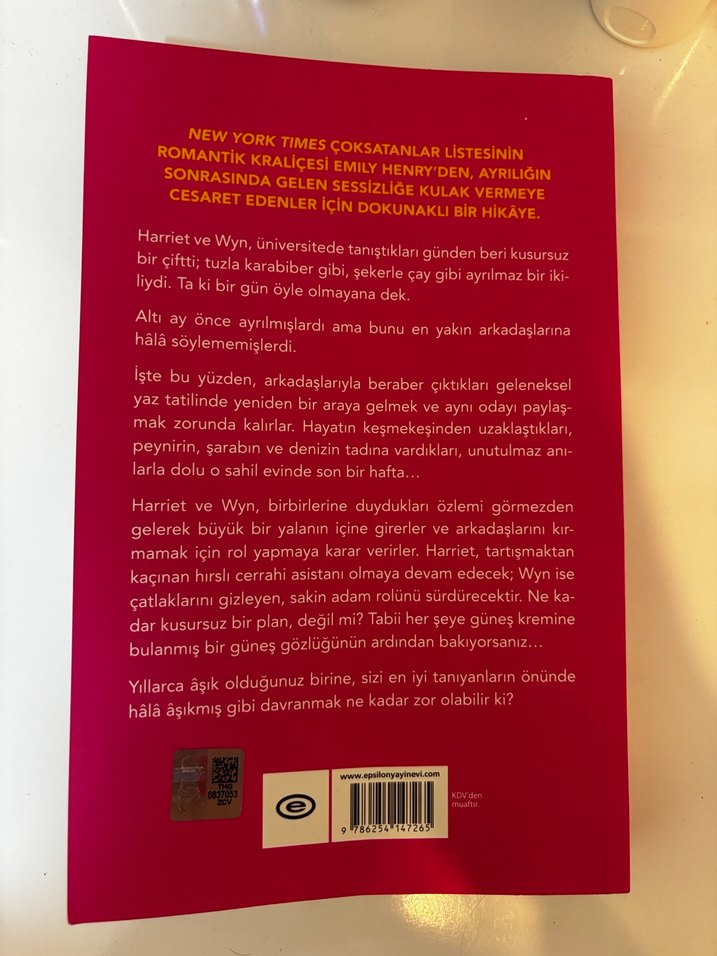 NEW YORK TIMES ÇOKSATANLAR LİSTESİNİN
ROMANTİK KRALİÇESİ EMILY HENRY'DEN, AYRILIĞIN
SONRASINDA GELEN SESSİZLİĞE KULAK VERMEYE
CESARET EDENLER İÇİN DOKUNAKLI BİR HİKÂYE.
Harriet ve Wyn, üniversitede tanıştıkları günden beri kusursuz
bir çiftti; tuzla karabiber gibi, şekerle çay gibi ayrılmaz bir iki-
liydi. Ta ki bir gün öyle olmayana dek.
Altı ay önce ayrılmışlardı ama bunu en yakın arkadaşlarına
hâlâ söylememişlerdi.
İşte bu yüzden, arkadaşlarıyla beraber çıktıkları geleneksel
yaz tatilinde yeniden bir araya gelmek ve aynı odayı paylaş-
mak zorunda kalırlar. Hayatın keşmekeşinden uzaklaştıkları,
peynirin, şarabın ve denizin tadına vardıkları, unutulmaz anı-
larla dolu o sahil evinde son bir hafta...
Harriet ve Wyn, birbirlerine duydukları özlemi görmezden
gelerek büyük bir yalanın içine girerler ve arkadaşlarını kır-
mamak için rol yapmaya karar verirler. Harriet, tartışmaktan
kaçınan hırslı cerrahi asistanı olmaya devam edecek; Wyn ise
çatlaklarını gizleyen, sakin adam rolünü sürdürecektir. Ne ka-
dar kusursuz bir plan, değil mi? Tabii her şeye güneş kremine
bulanmış bir güneş gözlüğünün ardından bakıyorsanız...
Yıllarca âşık olduğunuz birine, sizi en iyi tanıyanların önünde
hâlâ âşıkmış gibi davranmak ne kadar zor olabilir ki?
THG
0837053
ZCV
e
www.epsilonyayinevi.com
9 786254 147265
KDV'den
muaftır.